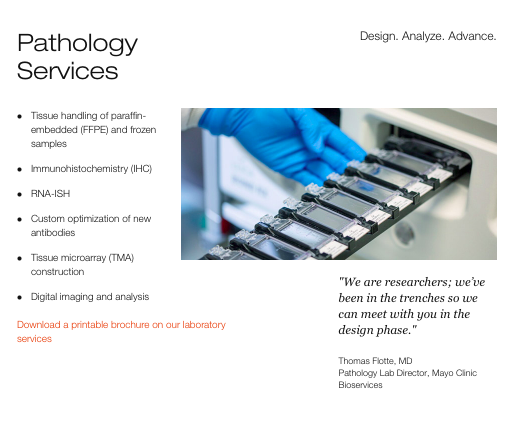 Pathology
Services
Design. Analyze. Advance.
Tissue handling of paraffin-
embedded (FFPE) and frozen
samples
Immunohistochemistry (IHC)
RNA-ISH
Custom optimization of new
antibodies
Tissue microarray (TMA)
construction
Digital imaging and analysis
Download a printable brochure on our laboratory
services
"We are researchers; we've
been in the trenches so we
can meet with you in the
design phase."
Thomas Flotte, MD
Pathology Lab Director, Mayo Clinic
Bioservices